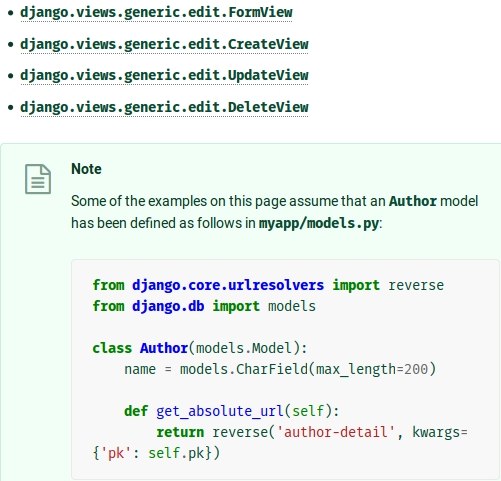 • django.views.generic.edit.FormView
• django.views.generic.edit.CreateView
• django.views.generic.edit.UpdateView
• django.views.generic.edit.DeleteView
Note
Some of the examples on this page assume that an Author model
has been defined as follows in myapp/models.py:
from django.core.urlresolvers import reverse
from django.db import models
class Author(models.Model):
    name = models.CharField(max_length=200)
    def get_absolute_url(self):
        return reverse('author-detail', kwargs=
{'pk': self.pk})